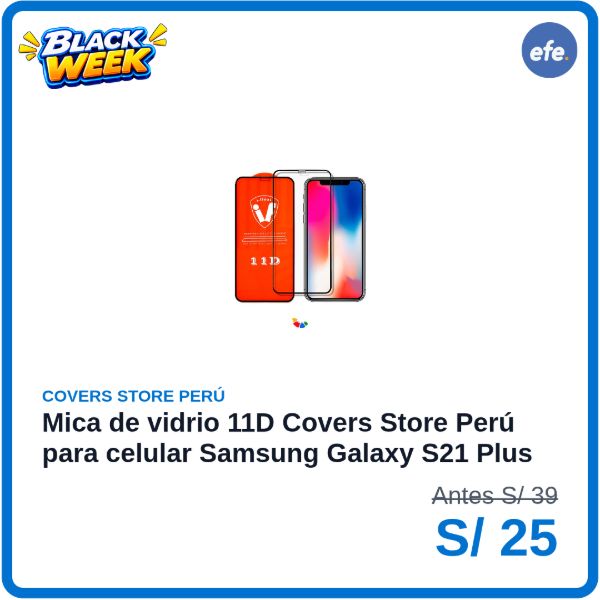 BLACK
WEEK
efe.
11D
COVERS STORE PERÚ
Mica de vidrio 11D Covers Store Perú
para celular Samsung Galaxy S21 Plus
Antes S/ 39
S/ 25